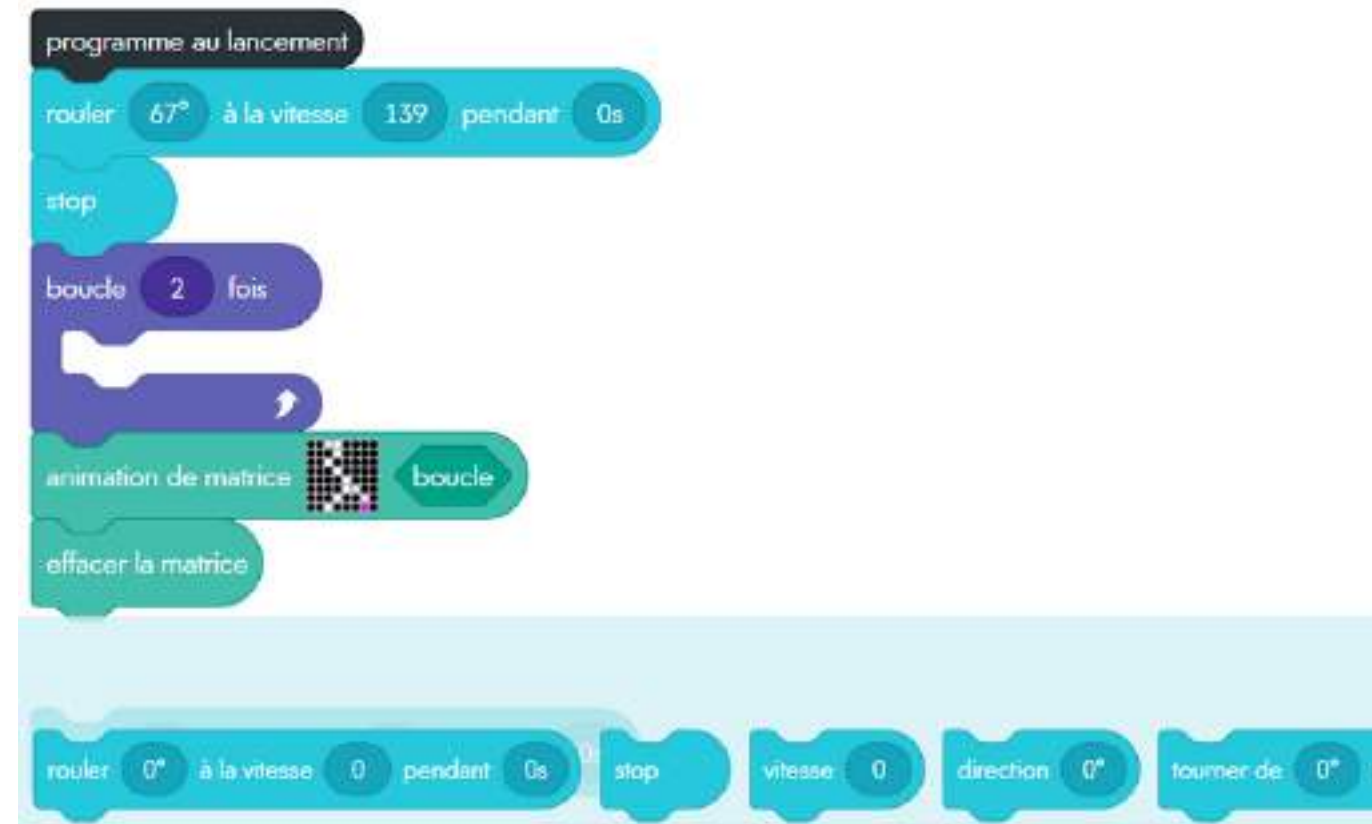 programme au lancement
rouler 67° à la vitesse 139 pendant 0s
stop
boucle 2 fois
animation de matrice boucle
effacer la matrice
rouler 0° à la vitesse 0 pendant 0s stop vitesse 0 direction 0° tourner de 0°